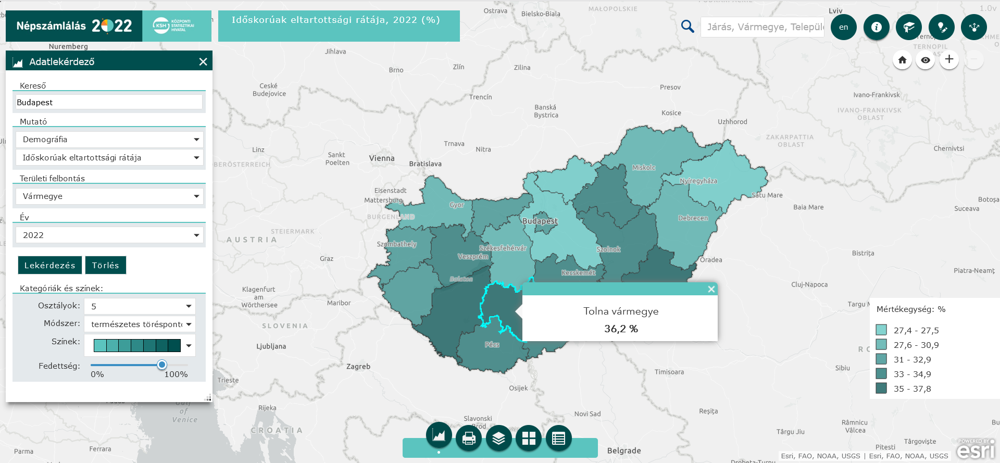 Népszámlálás 2022
KSH KÖZPONTI
STATISZTIKAI
HIVATAL
Időskorúak eltartottsági rátája, 2022 (%)
Járás, Vármegye, Települe
en
1.0v
Adatlekérdező
Kereső
Budapest
Mutató
Demográfia
Időskorúak eltartottsági rátája
Területi felbontás
Vármegye
Év
2022
Lekérdezés
Törlés
Kategóriák és színek:
Osztályok:
5
Módszer:
természetes töréspont
Színek:
Fedettség:
0%
100%
Tolna vármegye
36,2 %
Mértékegység: %
27,4 - 27,5
27,6 - 30,9
31 - 32,9
33 - 34,9
35 - 37,8
Ostrava
Bielsko-Biala
MAŁOPOLSKIE
Lviv
Nuremberg
Jihlava
Brno
Zlín
Zilina
TERNOPIL
Ceské
Budejovice
Trencín
Presov
Banská
Bystrica
Kosice
Ivano-Frankivsk
IVANO-FRANKIVSK
OBLAST
Uzhhorod
ZAKARPATTIA
OBLAST
Chernivtsi
Linz
Sankt
Poelten
Vienna
Trnava
Nitra
Bratislava
BERÖSTERREICH
Eisenstadt
Mattersburg
BURGENLAND
Gyor
Miskolc
Nyíregyháza
Satu Mare
Baia Mare
Botoșa
Suceava
Debrecen
Budapest
STEIERMARK
AUSTRIA
Szombathely
Székesfehérvár
Veszprém
Szolnok
Graz
Oradea
Bistrița
Piatra-Neamț
Kecskemét
Balaton
Klagenfurt
am
Wörthersee
Maribor
Cluj-Napoca
Targu M
SLOVENIA
Ljubljana
Pécs
Zagreb
Timisoara
Sibiu
Trieste
Osijek
Rijeka
Gulf
of
Venice
Slavonski
Brod
Novi Sad
Reșița
CROATIA
Râmnicu
Vâlcea
Târgu Jiu
Târgoviște
Pitesti
Parma
Ferrara
Belgrade
Drobeta-Turnu
Esri, FAO, NOAA, USGS | Esri, FAO, NOAA, USGS
POWERED BY
esri